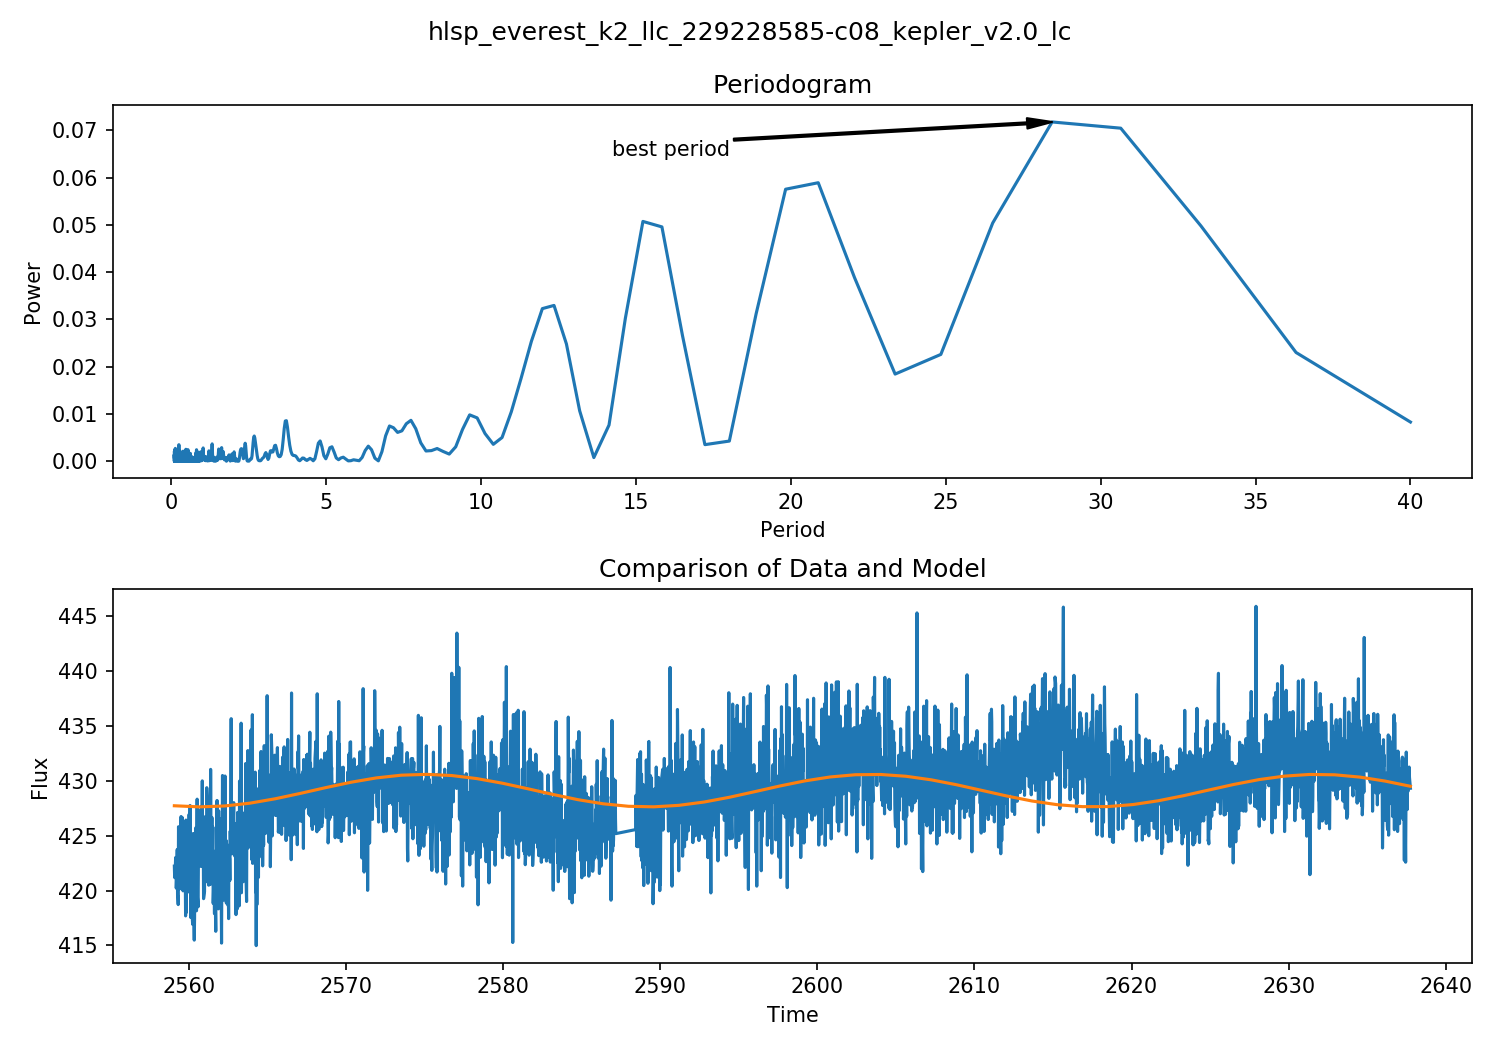 hlsp_everest_k2_llc_229228585-c08_kepler_v2.0_lc
Periodogram
0.07
0.06
0.05
0.04
0.03
0.02
0.01
0.00
Power
best period
0 5 10 15 20 25 30 35 40
Period
Comparison of Data and Model
445
440
435
430
425
420
415
Flux
2560 2570 2580 2590 2600 2610 2620 2630 2640
Time